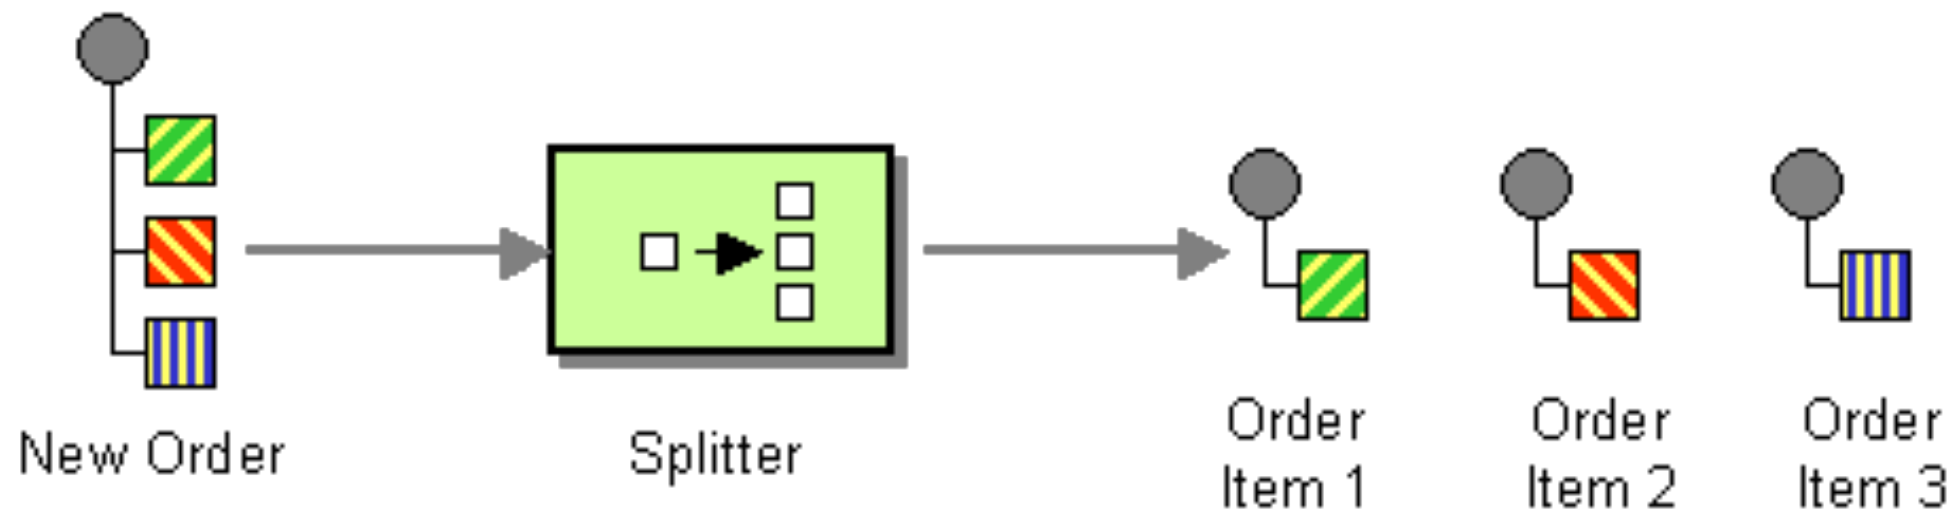 New Order
Splitter
Order
Item 1
Order
Item 2
Order
Item 3